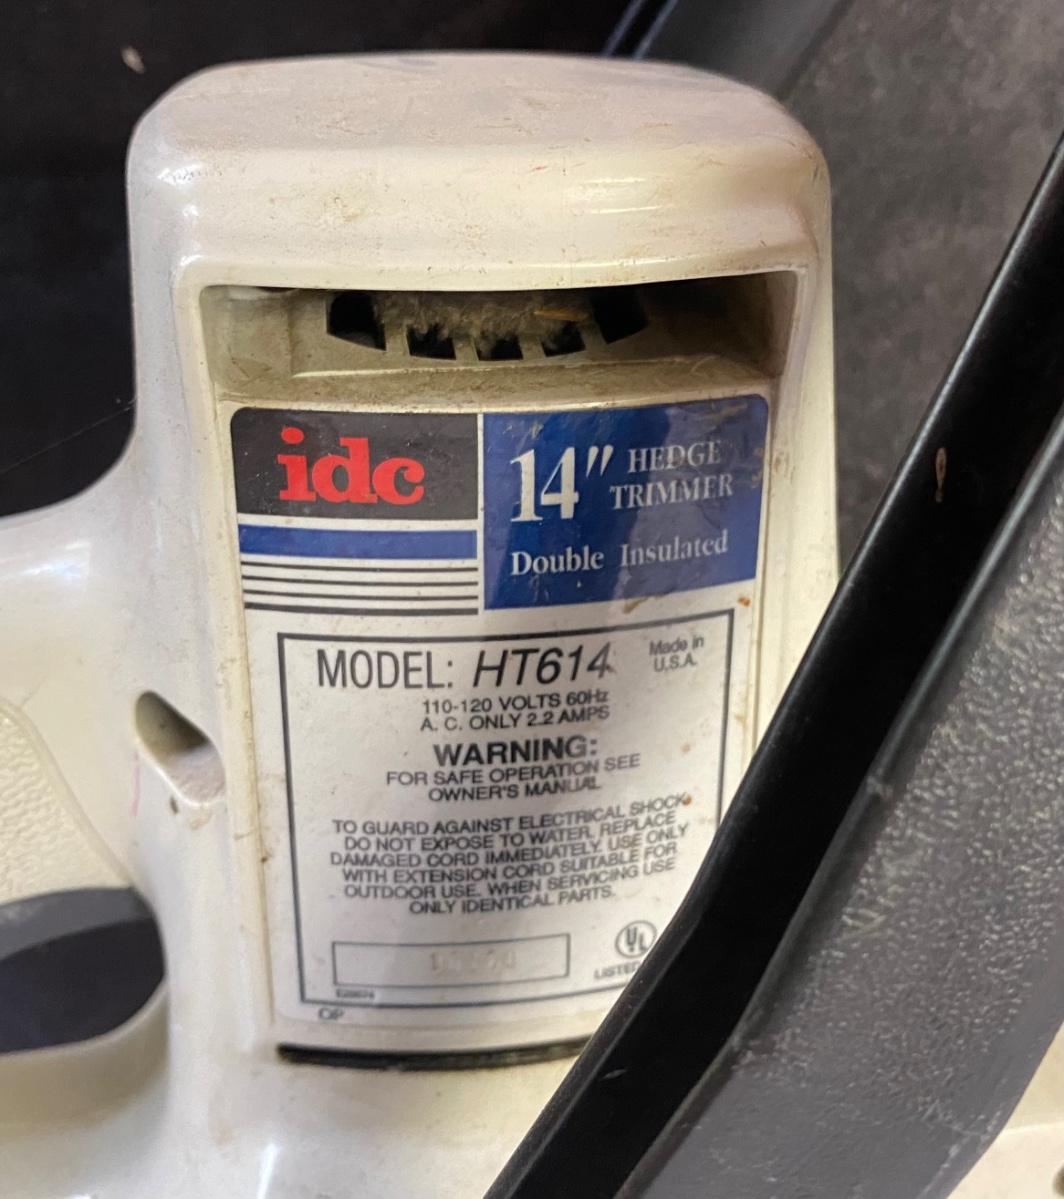 idc
14" HEDGE
TRIMMER
Double Insulated
MODEL: HT614
Made in
U.S.A.
110-120 VOLTS 60Hz
A. C. ONLY 2.2 AMPS
WARNING:
FOR SAFE OPERATION SEE
OWNER'S MANUAL
TO GUARD AGAINST ELECTRICAL SHOCK,
DO NOT EXPOSE TO WATER, REPLACE
DAMAGED CORD IMMEDIATELY. USE ONLY
WITH EXTENSION CORD SUITABLE FOR
OUTDOOR USE. WHEN SERVICING USE
ONLY IDENTICAL PARTS.
UL
LISTED
OP